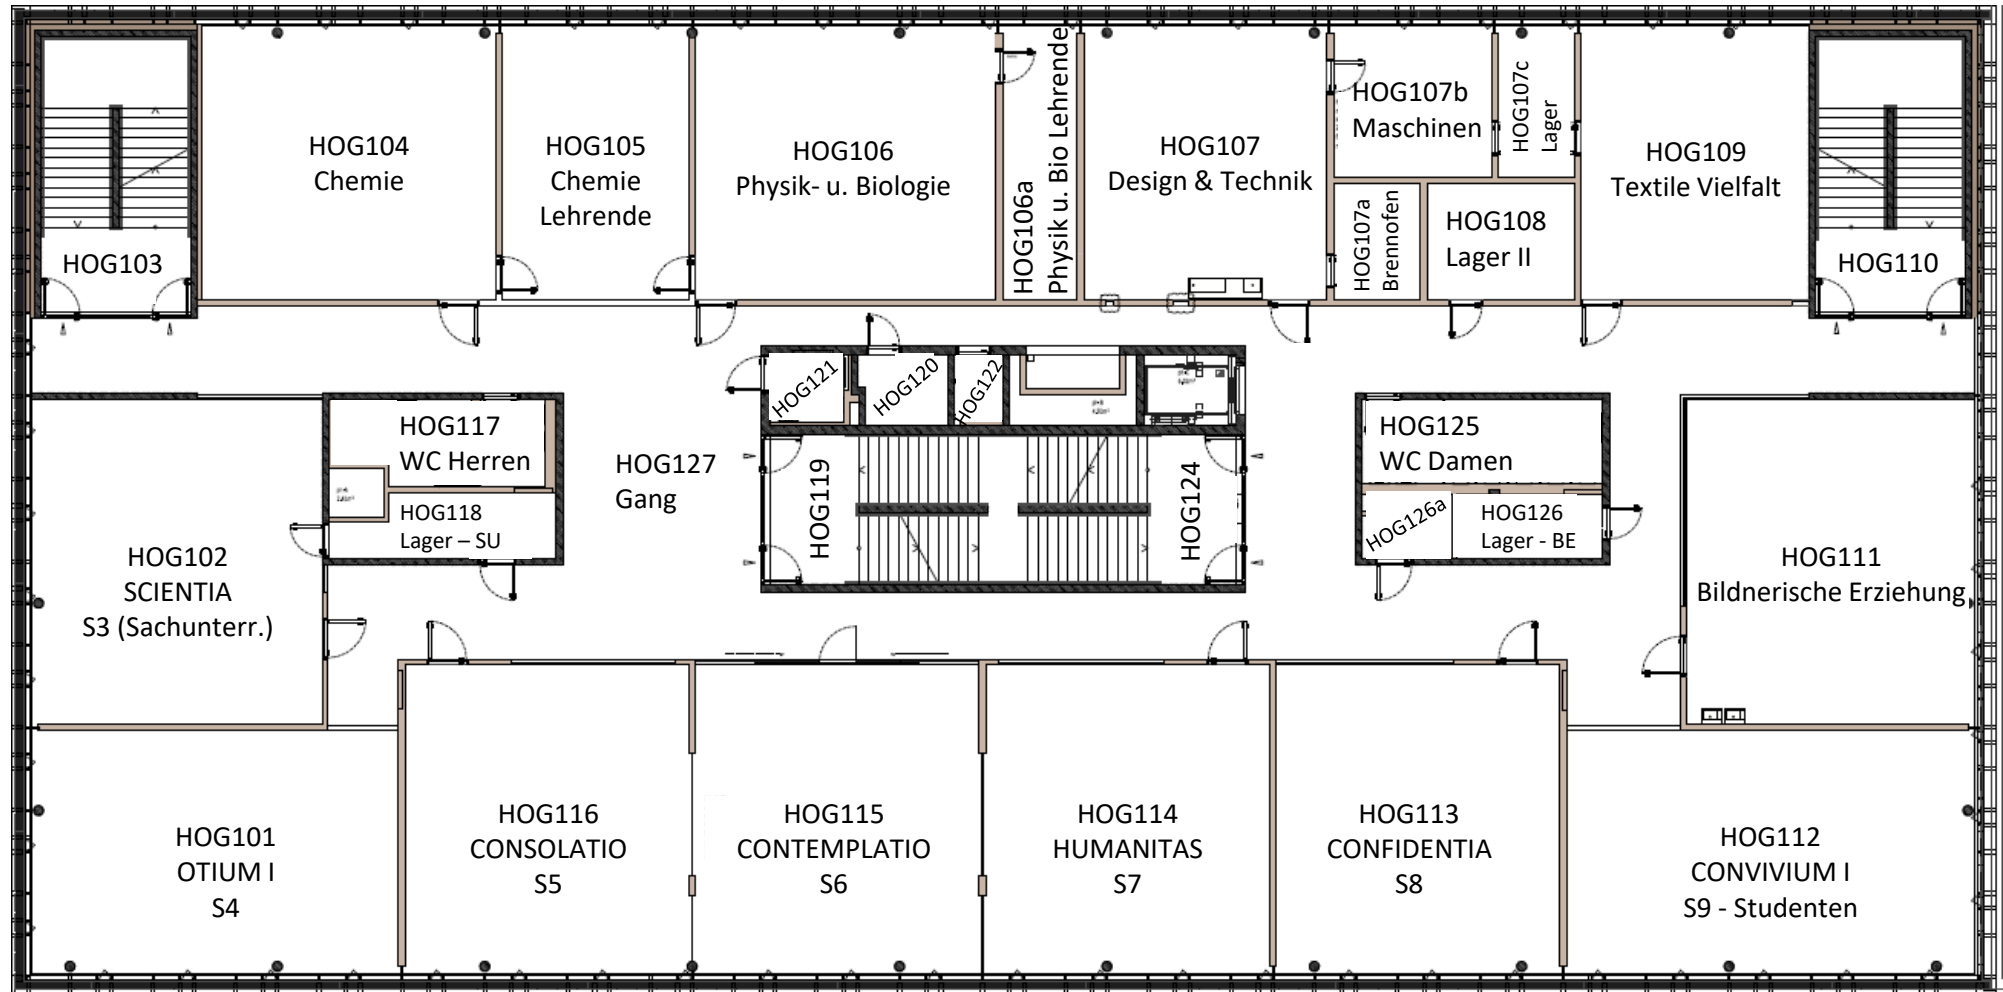 HOG103
HOG104
Chemie
HOG105
Chemie
Lehrende
HOG106
Physik- u. Biologie
HOG106a
Physik u. Bio Lehrende
HOG107
Design & Technik
HOG107b
Maschinen
HOG107c
Lager
HOG107a
Brennofen
HOG108
Lager II
HOG109
Textile Vielfalt
HOG110
HOG121
HOG120
HOG122
HOG117
WC Herren
HOG118
Lager – SU
HOG127
Gang
HOG119
HOG124
HOG125
WC Damen
HOG126a
HOG126
Lager - BE
HOG102
SCIENTIA
S3 (Sachunterr.)
HOG111
Bildnerische Erziehung
HOG101
OTIUM I
S4
HOG116
CONSOLATIO
S5
HOG115
CONTEMPLATIO
S6
HOG114
HUMANITAS
S7
HOG113
CONFIDENTIA
S8
HOG112
CONVIVIUM I
S9 - Studenten